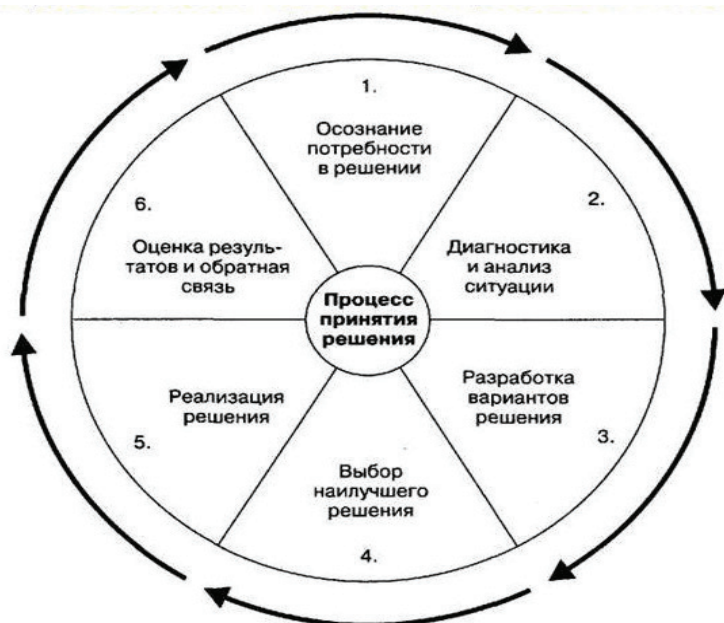 1.
Осознание
потребности
в решении
2.
Диагностика
и анализ
ситуации
Разработка
вариантов
решения
3.
Выбор
наилучшего
решения
4.
Реализация
решения
5.
6.
Оценка резуль-
татов и обратная
связь
Процесс
принятия
решения